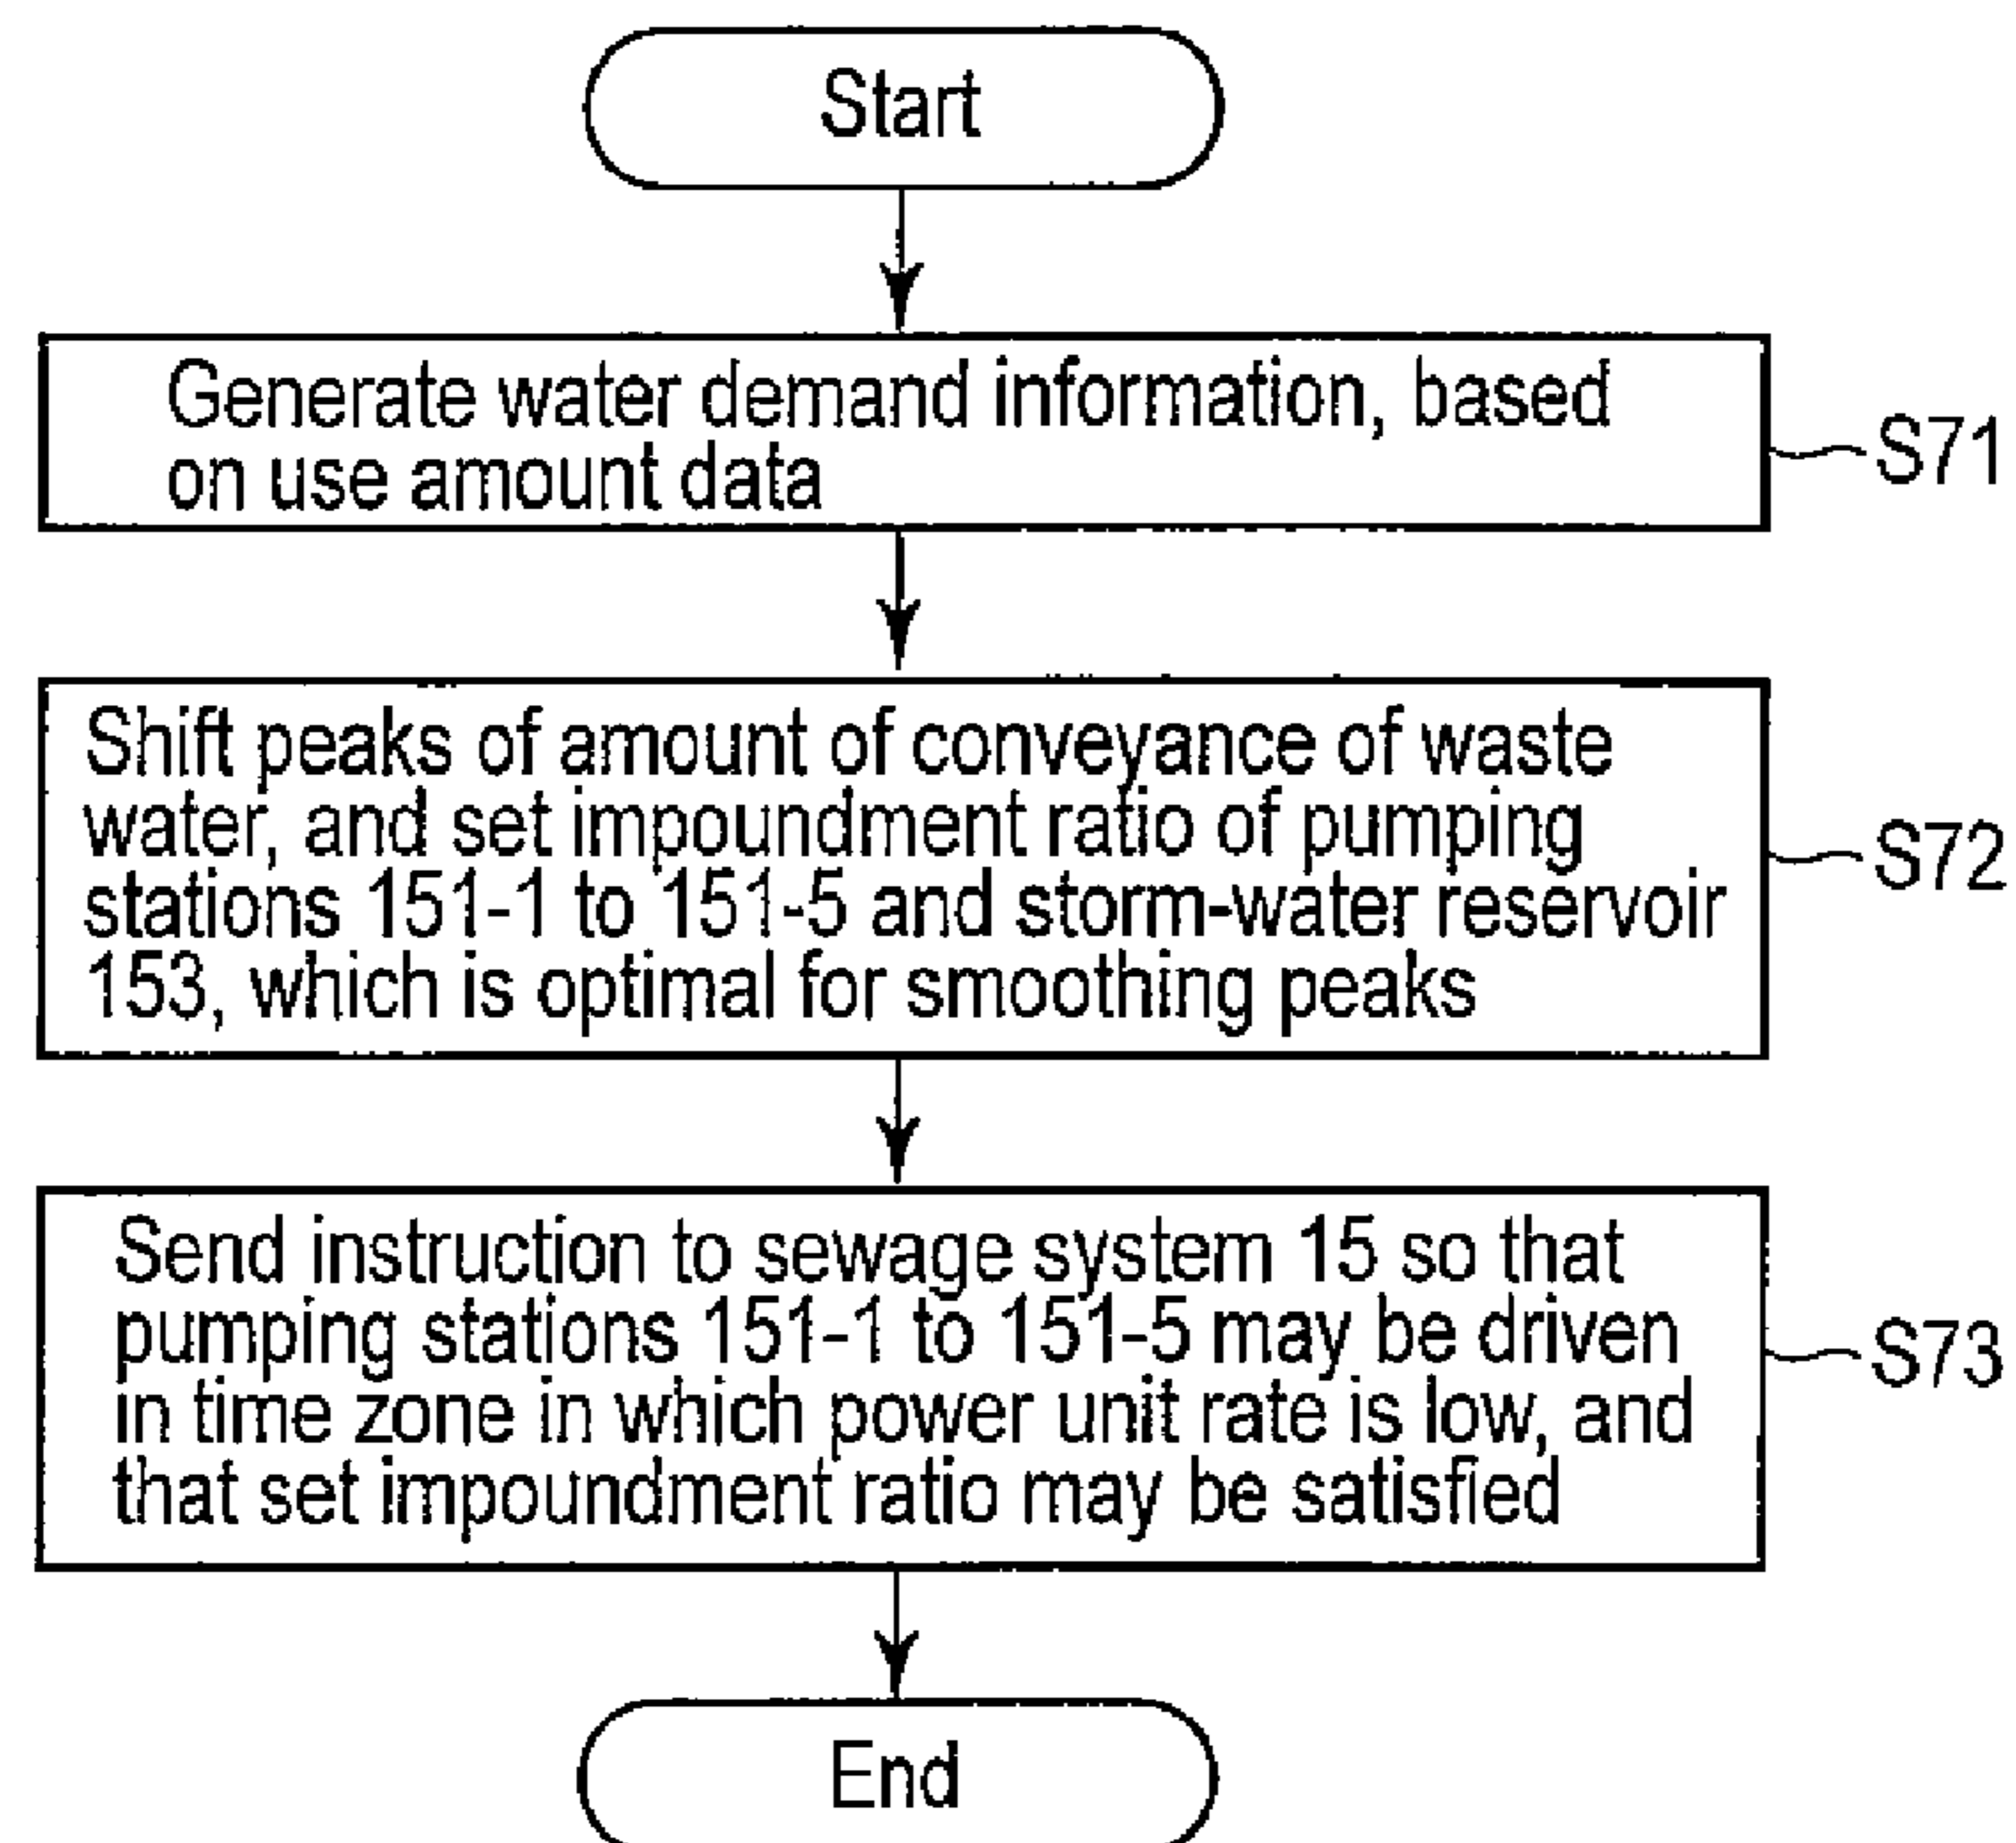 Start
Generate water demand information, based
on use amount data
S71
Shift peaks of amount of conveyance of waste
water, and set impoundment ratio of pumping
stations 151-1 to 151-5 and storm-water reservoir
153, which is optimal for smoothing peaks
S72
Send instruction to sewage system 15 so that
pumping stations 151-1 to 151-5 may be driven
in time zone in which power unit rate is low, and
that set impoundment ratio may be satisfied
S73
End